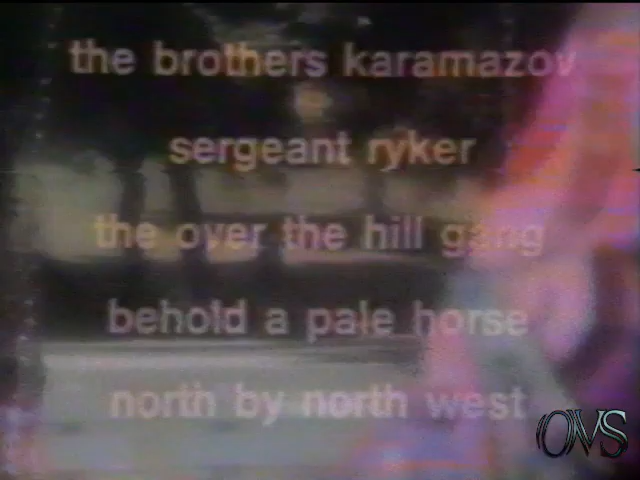 the brothers karamazov
sergeant ryker
the over the hill gang
behold a pale horse
north by north west
OVS